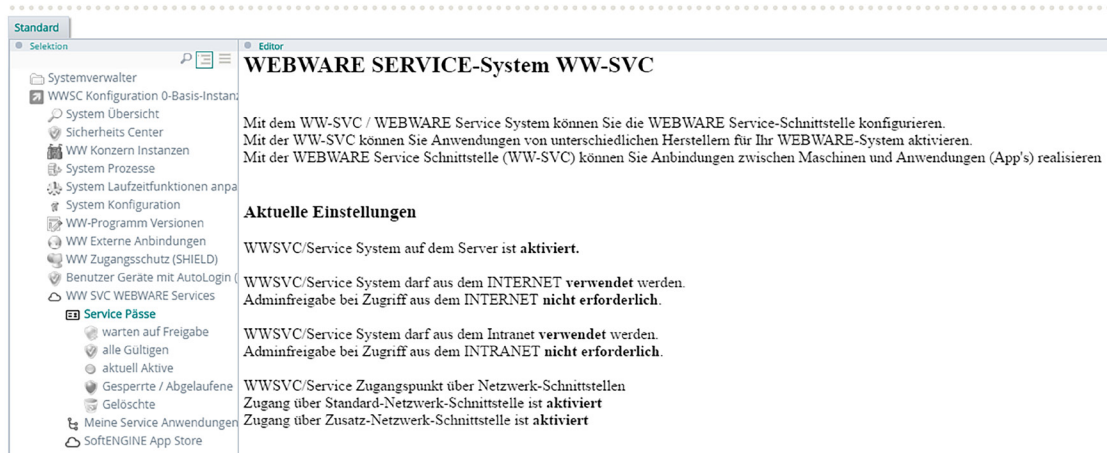 Standard
Selektion
Systemverwalter
WWSC Konfiguration 0-Basis-Instanz
System Übersicht
Sicherheits Center
WW Konzern Instanzen
System Prozesse
System Laufzeitfunktionen anpa
System Konfiguration
WW-Programm Versionen
WW Externe Anbindungen
WW Zugangsschutz (SHIELD)
Benutzer Geräte mit AutoLogin (
WW SVC WEBWARE Services
Service Pässe
warten auf Freigabe
alle Gültigen
aktuell Aktive
Gesperrte / Abgelaufene
Gelöschte
Meine Service Anwendungen
SoftENGINE App Store
Editor
WEBWARE SERVICE-System WW-SVC
Mit dem WW-SVC / WEBWARE Service System können Sie die WEBWARE Service-Schnittstelle konfigurieren.
Mit der WW-SVC können Sie Anwendungen von unterschiedlichen Herstellern für Ihr WEBWARE-System aktivieren.
Mit der WEBWARE Service Schnittstelle (WW-SVC) können Sie Anbindungen zwischen Maschinen und Anwendungen (App's) realisieren
Aktuelle Einstellungen
WWSVC/Service System auf dem Server ist aktiviert.
WWSVC/Service System darf aus dem INTERNET verwendet werden.
Adminfreigabe bei Zugriff aus dem INTERNET nicht erforderlich.
WWSVC/Service System darf aus dem Intranet verwendet werden.
Adminfreigabe bei Zugriff aus dem INTRANET nicht erforderlich.
WWSVC/Service Zugangspunkt über Netzwerk-Schnittstellen
Zugang über Standard-Netzwerk-Schnittstelle ist aktiviert
Zugang über Zusatz-Netzwerk-Schnittstelle ist aktiviert